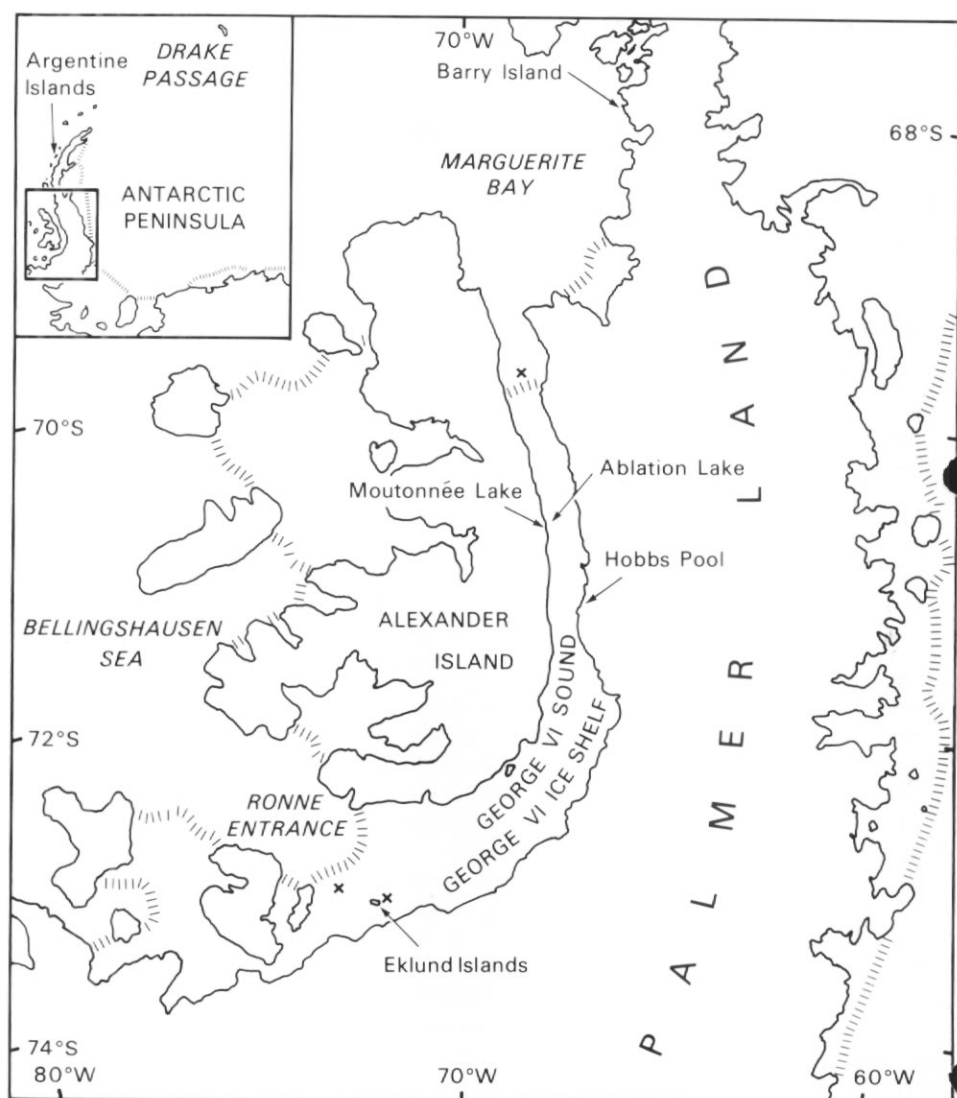 70°W
DRAKE
PASSAGE
Argentine
Islands
ANTARCTIC
PENINSULA
Barry Island
68°S
MARGUERITE
BAY
70°S
Moutonnée Lake
Ablation Lake
Hobbs Pool
BELLINGSHAUSEN
SEA
ALEXANDER
ISLAND
GEORGE VI SOUND
GEORGE VI ICE SHELF
PALMER LAND
72°S
RONNE
ENTRANCE
Eklund Islands
74°S
80°W
70°W
60°W